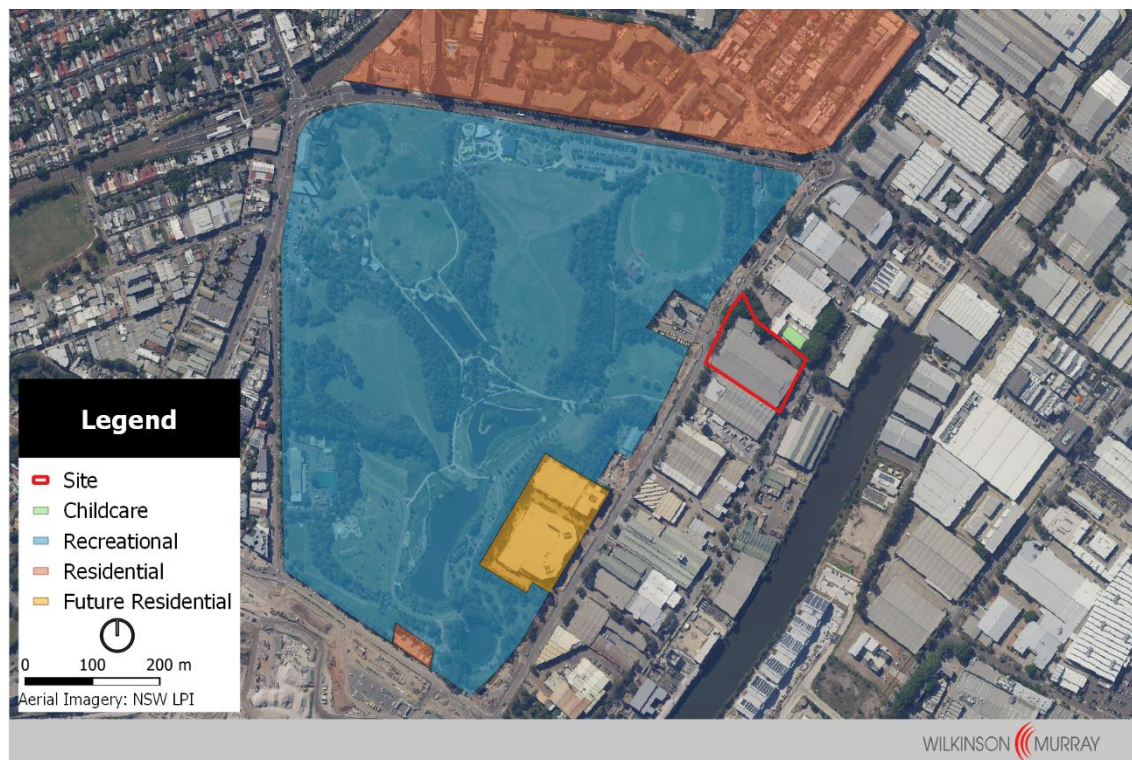 Legend
Site
Childcare
Recreational
Residential
Future Residential
0 100 200 m
Aerial Imagery: NSW LPI
WILKINSON MURRAY